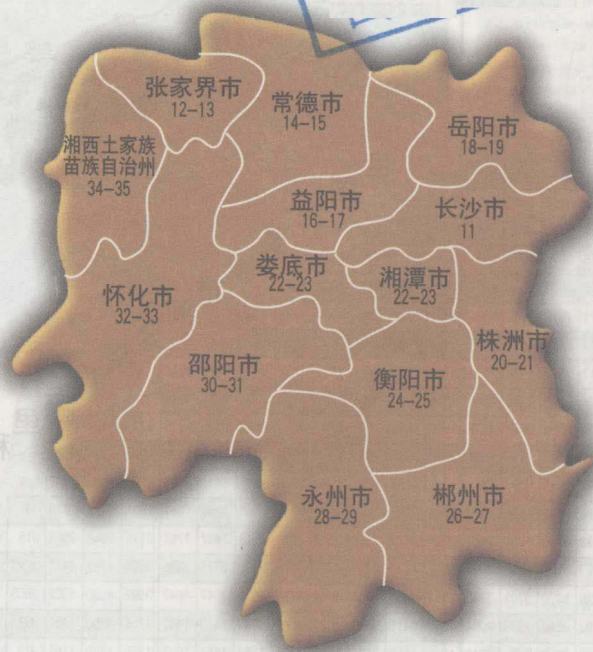 张家界市
12-13
常德市
14-15
岳阳市
18-19
湘西土家族
苗族自治州
34-35
益阳市
16-17
长沙市
11
娄底市
22-23
湘潭市
22-23
怀化市
32-33
株洲市
20-21
邵阳市
30-31
衡阳市
24-25
永州市
28-29
郴州市
26-27